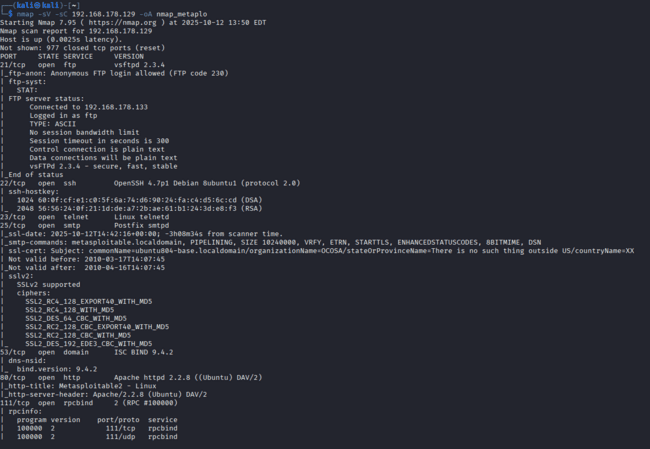 (kali㉿kali)-[~]
$ nmap -sV -sC 192.168.178.129 -oA nmap_metaplo
Starting Nmap 7.95 ( https://nmap.org ) at 2025-10-12 13:50 EDT
Nmap scan report for 192.168.178.129
Host is up (0.0025s latency).
Not shown: 977 closed tcp ports (reset)
PORT     STATE SERVICE     VERSION
21/tcp   open  ftp         vsftpd 2.3.4
|_ftp-anon: Anonymous FTP login allowed (FTP code 230)
| ftp-syst:
|   STAT:
| FTP server status:
|      Connected to 192.168.178.133
|      Logged in as ftp
|      TYPE: ASCII
|      No session bandwidth limit
|      Session timeout in seconds is 300
|      Control connection is plain text
|      Data connections will be plain text
|      vsFTPd 2.3.4 - secure, fast, stable
|_End of status
22/tcp   open  ssh         OpenSSH 4.7p1 Debian 8ubuntu1 (protocol 2.0)
| ssh-hostkey:
|   1024 60:0f:cf:e1:c0:5f:6a:74:d6:90:24:fa:c4:d5:6c:cd (DSA)
|_  2048 56:56:24:0f:21:1d:de:a7:2b:ae:61:b1:24:3d:e8:f3 (RSA)
23/tcp   open  telnet      Linux telnetd
25/tcp   open  smtp        Postfix smtpd
|_ssl-date: 2025-10-12T14:42:16+00:00; -3h08m34s from scanner time.
|_smtp-commands: metasploitable.localdomain, PIPELINING, SIZE 10240000, VRFY, ETRN, STARTTLS, ENHANCEDSTATUSCODES, 8BITMIME, DSN
| ssl-cert: Subject: commonName=ubuntu804-base.localdomain/organizationName=OCOSA/stateOrProvinceName=There is no such thing outside US/countryName=XX
| Not valid before: 2010-03-17T14:07:45
|_Not valid after:  2010-04-16T14:07:45
| sslv2:
|   SSLv2 supported
|   ciphers:
|     SSL2_RC4_128_EXPORT40_WITH_MD5
|     SSL2_RC4_128_WITH_MD5
|     SSL2_DES_64_CBC_WITH_MD5
|     SSL2_RC2_128_CBC_EXPORT40_WITH_MD5
|     SSL2_RC2_128_CBC_WITH_MD5
|_    SSL2_DES_192_EDE3_CBC_WITH_MD5
53/tcp   open  domain      ISC BIND 9.4.2
| dns-nsid:
|_  bind.version: 9.4.2
80/tcp   open  http        Apache httpd 2.2.8 ((Ubuntu) DAV/2)
|_http-title: Metasploitable2 - Linux
|_http-server-header: Apache/2.2.8 (Ubuntu) DAV/2
111/tcp  open  rpcbind     2 (RPC #100000)
| rpcinfo:
|   program version    port/proto  service
|   100000  2            111/tcp   rpcbind
|   100000  2            111/udp   rpcbind